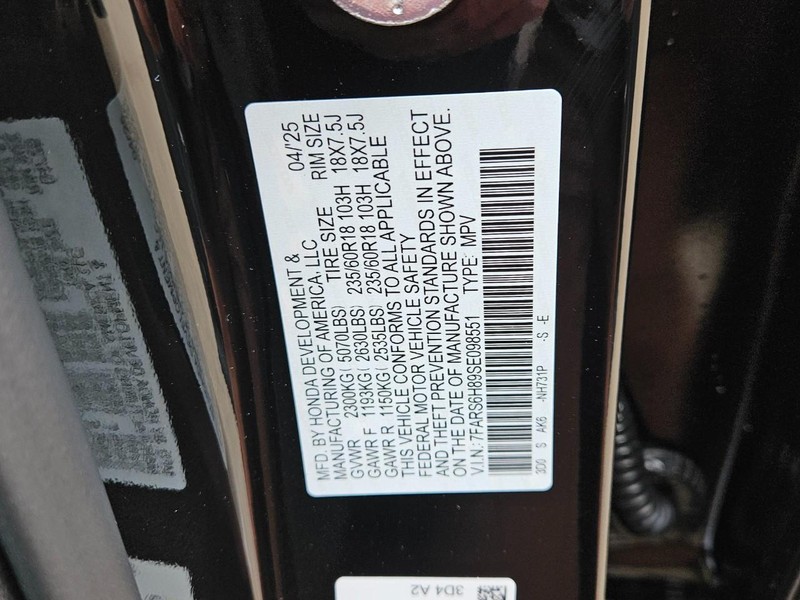 MFD. BY HONDA DEVELOPMENT & 04/'25
MANUFACTURING OF AMERICA, LLC TIRE SIZE RIM SIZE
GVWR 2300KG( 5070LBS) 235/60R18 103H 18X7.5J
GAWR F 1193KG( 2630LBS) 235/60R18 103H 18X7.5J
GAWR R 1150KG( 2535LBS)
THIS VEHICLE CONFORMS TO ALL APPLICABLE
FEDERAL MOTOR VEHICLE SAFETY
AND THEFT PREVENTION STANDARDS IN EFFECT
ON THE DATE OF MANUFACTURE SHOWN ABOVE.
V.I.N.: 7FARS6H89SE098551 TYPE: MPV
3D0 S AK6 -NH731P -S -E
3D4 A2